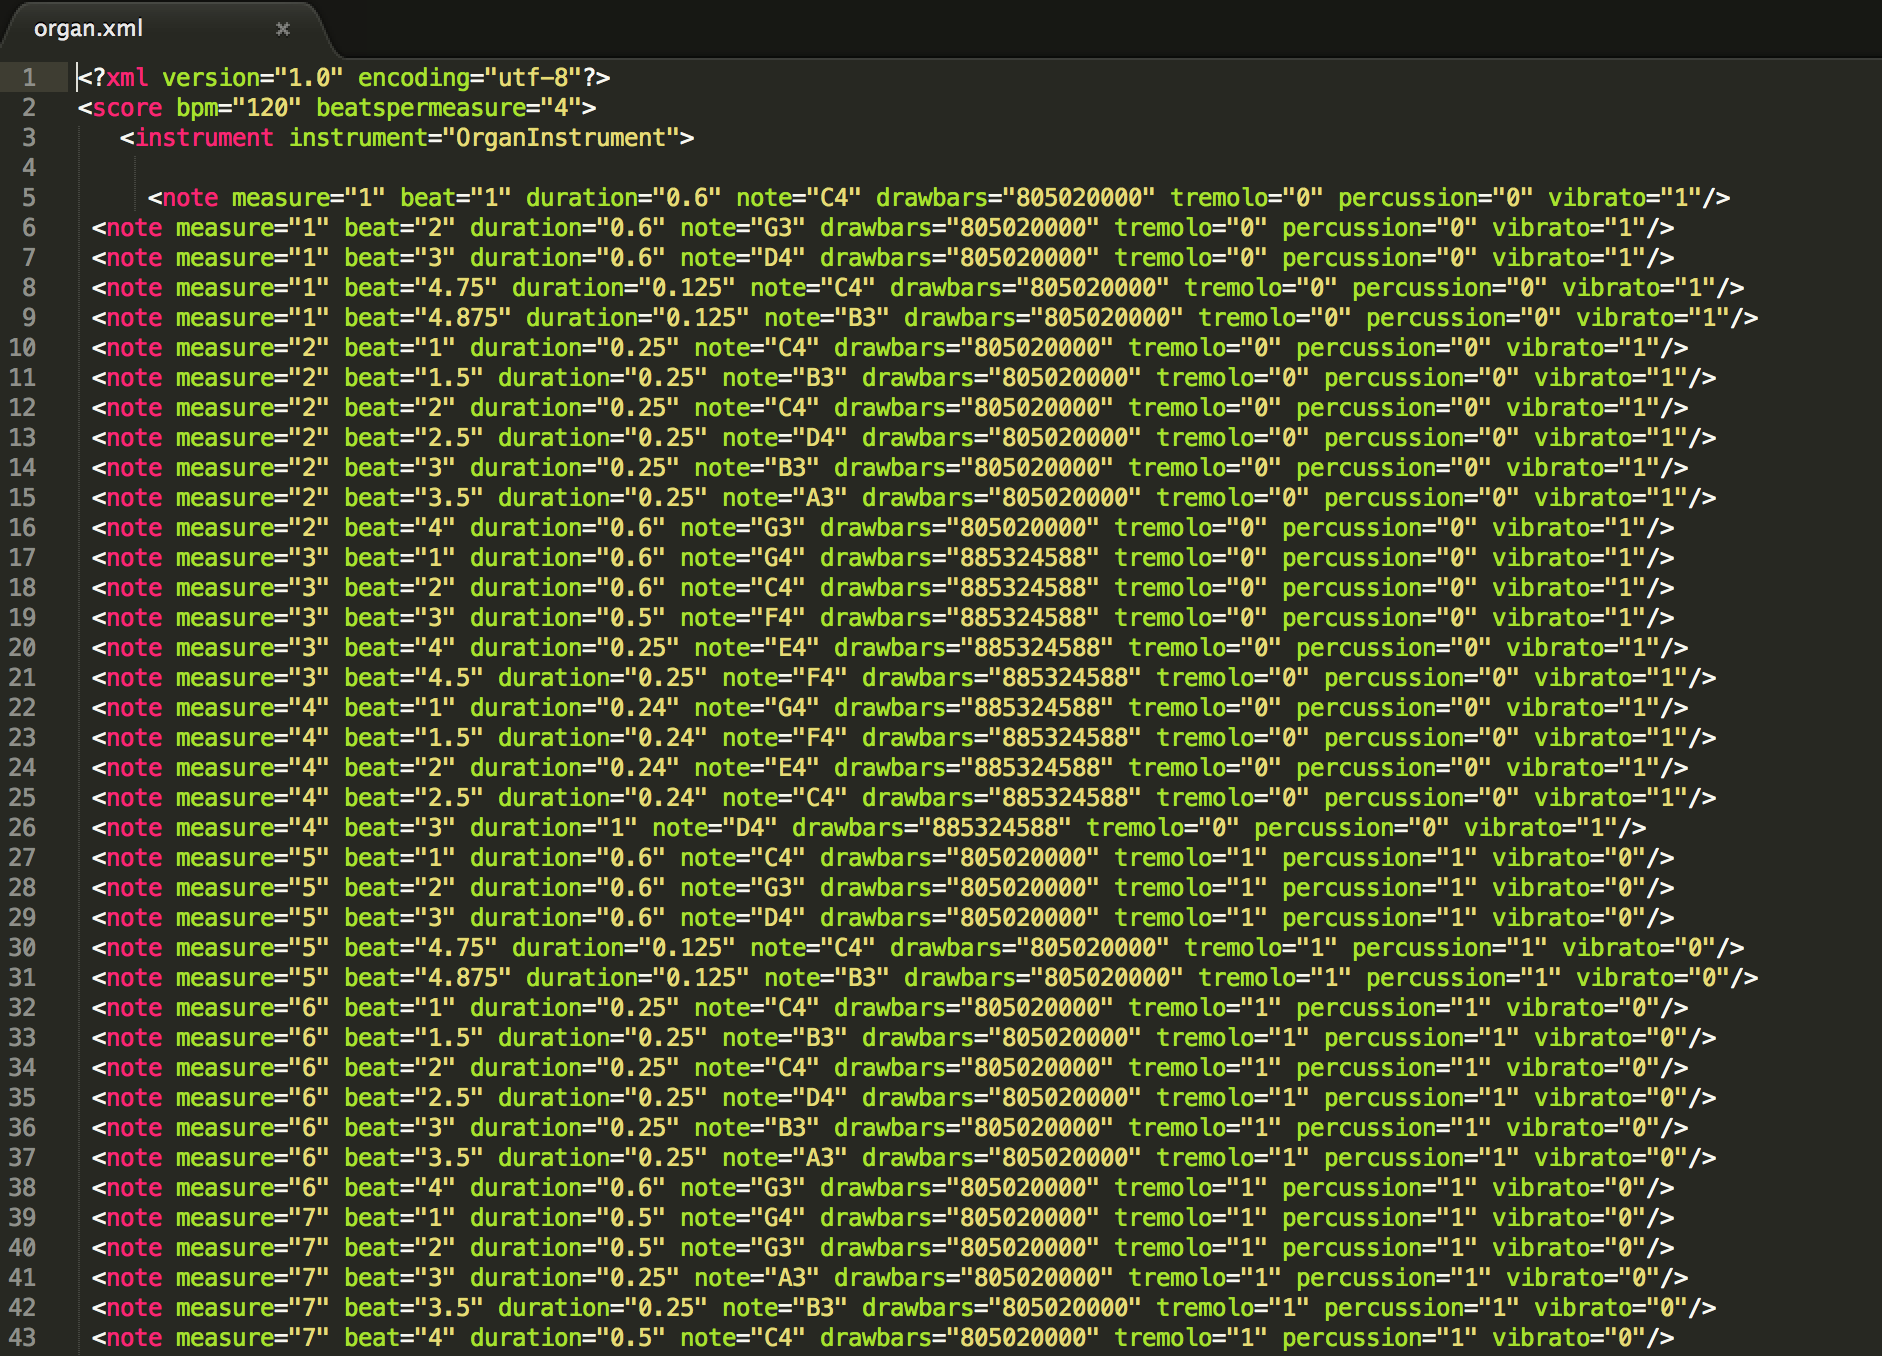 organ.xml ×
1 <?xml version="1.0" encoding="utf-8"?>
2 <score bpm="120" beatspermeasure="4">
3 <instrument instrument="OrganInstrument">
4
5 <note measure="1" beat="1" duration="0.6" note="C4" drawbars="805020000" tremolo="0" percussion="0" vibrato="1"/>
6 <note measure="1" beat="2" duration="0.6" note="G3" drawbars="805020000" tremolo="0" percussion="0" vibrato="1"/>
7 <note measure="1" beat="3" duration="0.6" note="D4" drawbars="805020000" tremolo="0" percussion="0" vibrato="1"/>
8 <note measure="1" beat="4.75" duration="0.125" note="C4" drawbars="805020000" tremolo="0" percussion="0" vibrato="1"/>
9 <note measure="1" beat="4.875" duration="0.125" note="B3" drawbars="805020000" tremolo="0" percussion="0" vibrato="1"/>
10 <note measure="2" beat="1" duration="0.25" note="C4" drawbars="805020000" tremolo="0" percussion="0" vibrato="1"/>
11 <note measure="2" beat="1.5" duration="0.25" note="B3" drawbars="805020000" tremolo="0" percussion="0" vibrato="1"/>
12 <note measure="2" beat="2" duration="0.25" note="C4" drawbars="805020000" tremolo="0" percussion="0" vibrato="1"/>
13 <note measure="2" beat="2.5" duration="0.25" note="D4" drawbars="805020000" tremolo="0" percussion="0" vibrato="1"/>
14 <note measure="2" beat="3" duration="0.25" note="B3" drawbars="805020000" tremolo="0" percussion="0" vibrato="1"/>
15 <note measure="2" beat="3.5" duration="0.25" note="A3" drawbars="805020000" tremolo="0" percussion="0" vibrato="1"/>
16 <note measure="2" beat="4" duration="0.6" note="G3" drawbars="805020000" tremolo="0" percussion="0" vibrato="1"/>
17 <note measure="3" beat="1" duration="0.6" note="G4" drawbars="885324588" tremolo="0" percussion="0" vibrato="1"/>
18 <note measure="3" beat="2" duration="0.6" note="C4" drawbars="885324588" tremolo="0" percussion="0" vibrato="1"/>
19 <note measure="3" beat="3" duration="0.5" note="F4" drawbars="885324588" tremolo="0" percussion="0" vibrato="1"/>
20 <note measure="3" beat="4" duration="0.25" note="E4" drawbars="885324588" tremolo="0" percussion="0" vibrato="1"/>
21 <note measure="3" beat="4.5" duration="0.25" note="F4" drawbars="885324588" tremolo="0" percussion="0" vibrato="1"/>
22 <note measure="4" beat="1" duration="0.24" note="G4" drawbars="885324588" tremolo="0" percussion="0" vibrato="1"/>
23 <note measure="4" beat="1.5" duration="0.24" note="F4" drawbars="885324588" tremolo="0" percussion="0" vibrato="1"/>
24 <note measure="4" beat="2" duration="0.24" note="E4" drawbars="885324588" tremolo="0" percussion="0" vibrato="1"/>
25 <note measure="4" beat="2.5" duration="0.24" note="C4" drawbars="885324588" tremolo="0" percussion="0" vibrato="1"/>
26 <note measure="4" beat="3" duration="1" note="D4" drawbars="885324588" tremolo="0" percussion="0" vibrato="1"/>
27 <note measure="5" beat="1" duration="0.6" note="C4" drawbars="805020000" tremolo="1" percussion="1" vibrato="0"/>
28 <note measure="5" beat="2" duration="0.6" note="G3" drawbars="805020000" tremolo="1" percussion="1" vibrato="0"/>
29 <note measure="5" beat="3" duration="0.6" note="D4" drawbars="805020000" tremolo="1" percussion="1" vibrato="0"/>
30 <note measure="5" beat="4.75" duration="0.125" note="C4" drawbars="805020000" tremolo="1" percussion="1" vibrato="0"/>
31 <note measure="5" beat="4.875" duration="0.125" note="B3" drawbars="805020000" tremolo="1" percussion="1" vibrato="0"/>
32 <note measure="6" beat="1" duration="0.25" note="C4" drawbars="805020000" tremolo="1" percussion="1" vibrato="0"/>
33 <note measure="6" beat="1.5" duration="0.25" note="B3" drawbars="805020000" tremolo="1" percussion="1" vibrato="0"/>
34 <note measure="6" beat="2" duration="0.25" note="C4" drawbars="805020000" tremolo="1" percussion="1" vibrato="0"/>
35 <note measure="6" beat="2.5" duration="0.25" note="D4" drawbars="805020000" tremolo="1" percussion="1" vibrato="0"/>
36 <note measure="6" beat="3" duration="0.25" note="B3" drawbars="805020000" tremolo="1" percussion="1" vibrato="0"/>
37 <note measure="6" beat="3.5" duration="0.25" note="A3" drawbars="805020000" tremolo="1" percussion="1" vibrato="0"/>
38 <note measure="6" beat="4" duration="0.6" note="G3" drawbars="805020000" tremolo="1" percussion="1" vibrato="0"/>
39 <note measure="7" beat="1" duration="0.5" note="G4" drawbars="805020000" tremolo="1" percussion="1" vibrato="0"/>
40 <note measure="7" beat="2" duration="0.5" note="G3" drawbars="805020000" tremolo="1" percussion="1" vibrato="0"/>
41 <note measure="7" beat="3" duration="0.25" note="A3" drawbars="805020000" tremolo="1" percussion="1" vibrato="0"/>
42 <note measure="7" beat="3.5" duration="0.25" note="B3" drawbars="805020000" tremolo="1" percussion="1" vibrato="0"/>
43 <note measure="7" beat="4" duration="0.5" note="C4" drawbars="805020000" tremolo="1" percussion="1" vibrato="0"/>